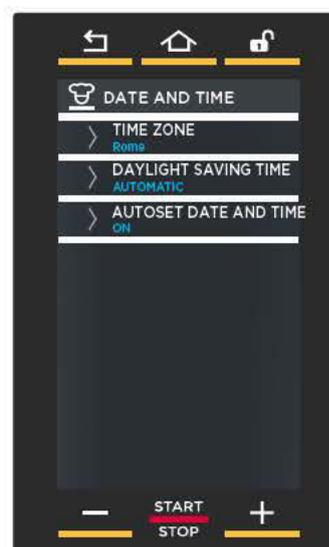 DATE AND TIME
TIME ZONE
Rome
DAYLIGHT SAVING TIME
AUTOMATIC
AUTOSET DATE AND TIME
ON
START
STOP